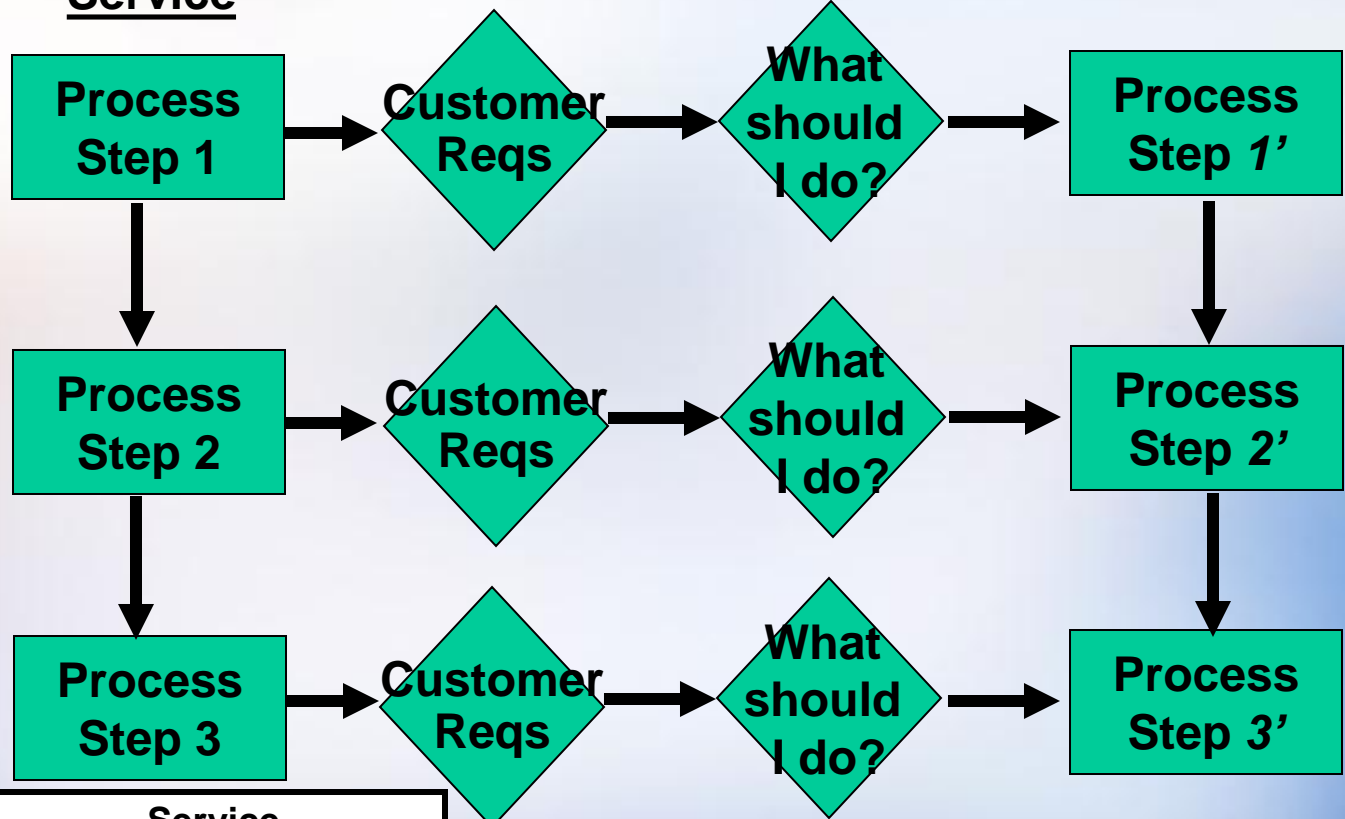 Service
Process
Step 1
Customer
Reqs
What
should
I do?
Process
Step 1’
Process
Step 2
Customer
Reqs
What
should
I do?
Process
Step 2’
Process
Step 3
Customer
Reqs
What
should
I do?
Process
Step 3’
Service